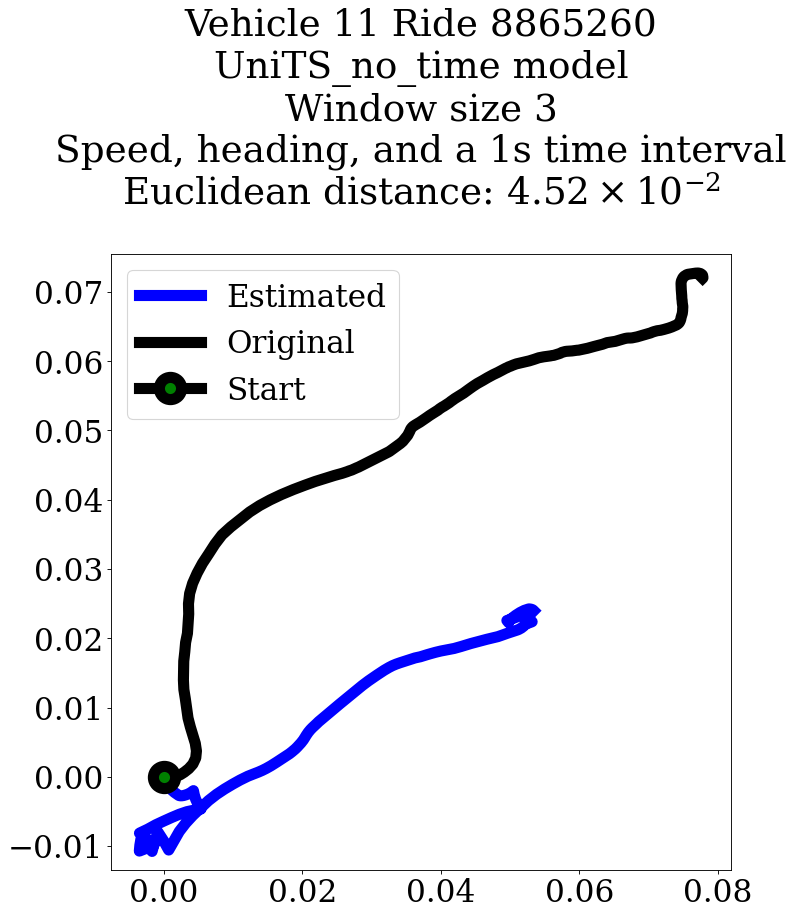 Vehicle 11 Ride 8865260
UniTS_no_time model
Window size 3
Speed, heading, and a 1s time interval
Euclidean distance: 4.52 × 10⁻²
Estimated
Original
Start
0.07
0.06
0.05
0.04
0.03
0.02
0.01
0.00
−0.01
0.00 0.02 0.04 0.06 0.08